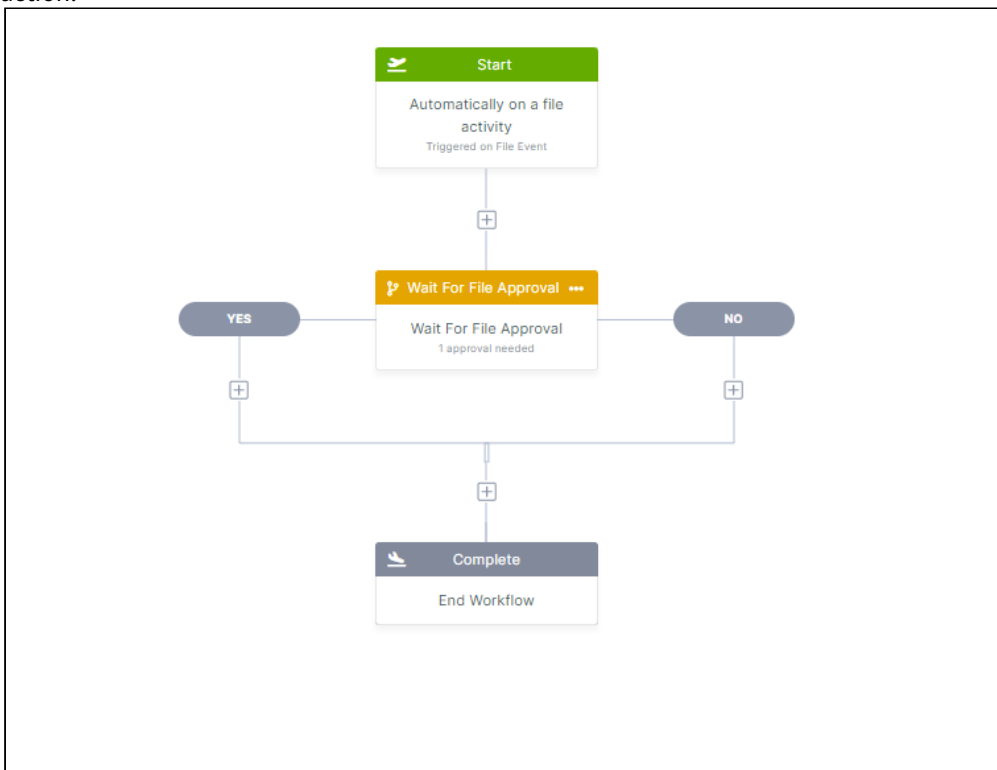 Start
Automatically on a file
activity
Triggered on File Event
Wait For File Approval
YES
Wait For File Approval
1 approval needed
NO
Complete
End Workflow